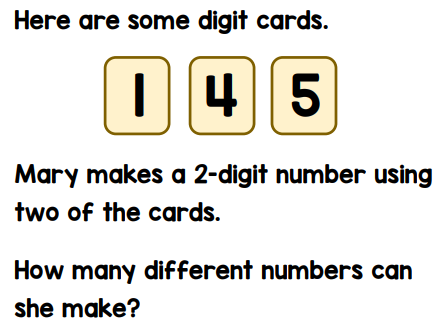 Here are some digit cards.
1 4 5
Mary makes a 2-digit number using
two of the cards.
How many different numbers can
she make?